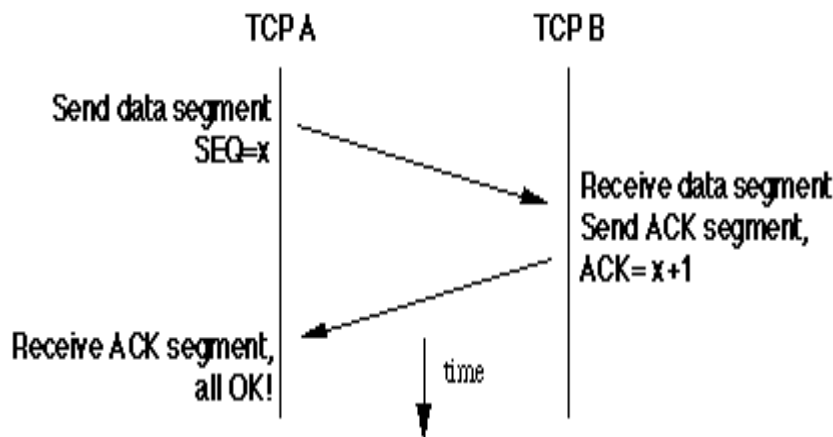 TCP A
TCP B
Send data segment
SEQ=x
Receive data segment
Send ACK segment,
ACK= x+1
Receive ACK segment,
all OK!
time